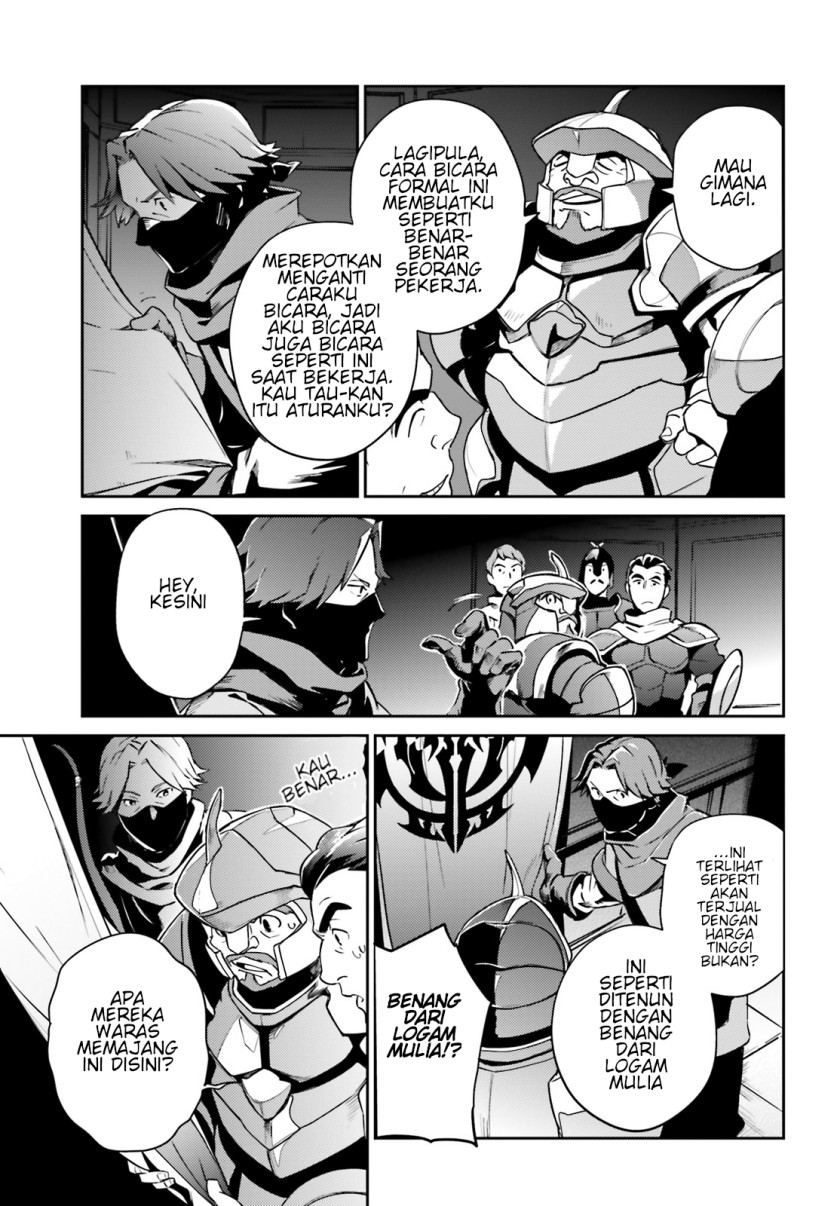 MAU
GIMANA
LAGI.
LAGIPULA,
CARA BICARA
FORMAL INI
MEMBUATKU
SEPERTI
BENAR-
BENAR
SEORANG
PEKERJA.
MEREPOTKAN
MENGANTI
CARAKU
BICARA, JADI
AKU BICARA
JUGA BICARA
SEPERTI INI
SAAT BEKERJA.
KAU TAU-KAN
ITU ATURANKU?
HEY,
KESINI
...INI
TERLIHAT
SEPERTI
AKAN
TERJUAL
DENGAN
HARGA
TINGGI
BUKAN?
INI
SEPERTI
DITENUN
DENGAN
BENANG
DARI
LOGAM
MULIA
BENANG
DARI
LOGAM
MULIA!?
KAU
BENAR...
APA
MEREKA
WARAS
MEMAJANG
INI DISINI?